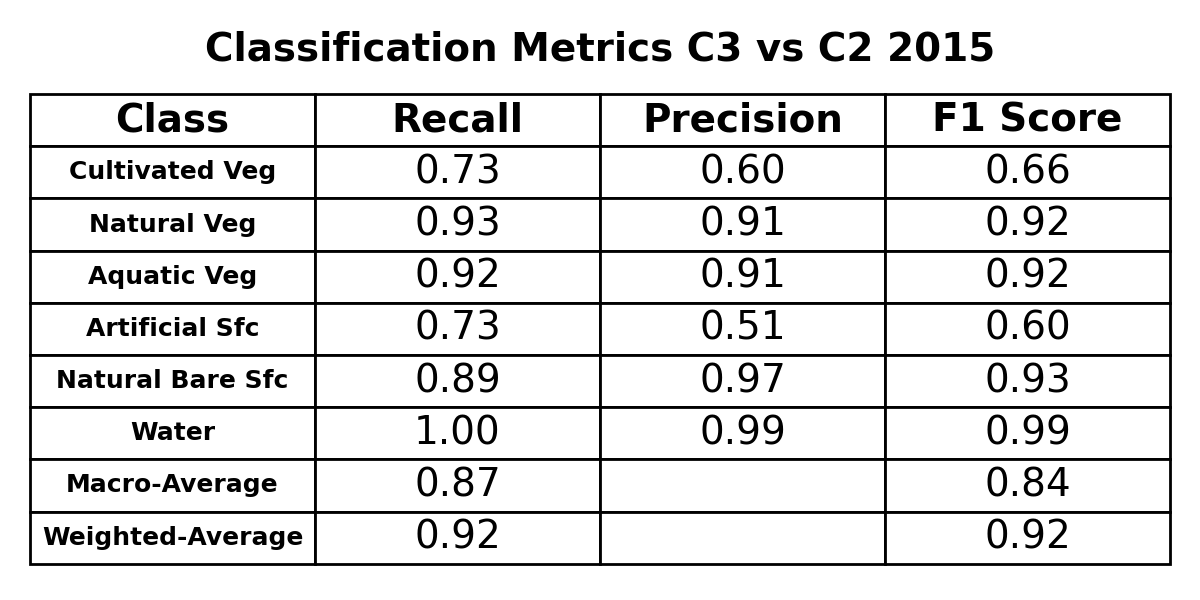 Classification Metrics C3 vs C2 2015
Class Recall Precision F1 Score
Cultivated Veg 0.73 0.60 0.66
Natural Veg 0.93 0.91 0.92
Aquatic Veg 0.92 0.91 0.92
Artificial Sfc 0.73 0.51 0.60
Natural Bare Sfc 0.89 0.97 0.93
Water 1.00 0.99 0.99
Macro-Average 0.87 0.84
Weighted-Average 0.92 0.92